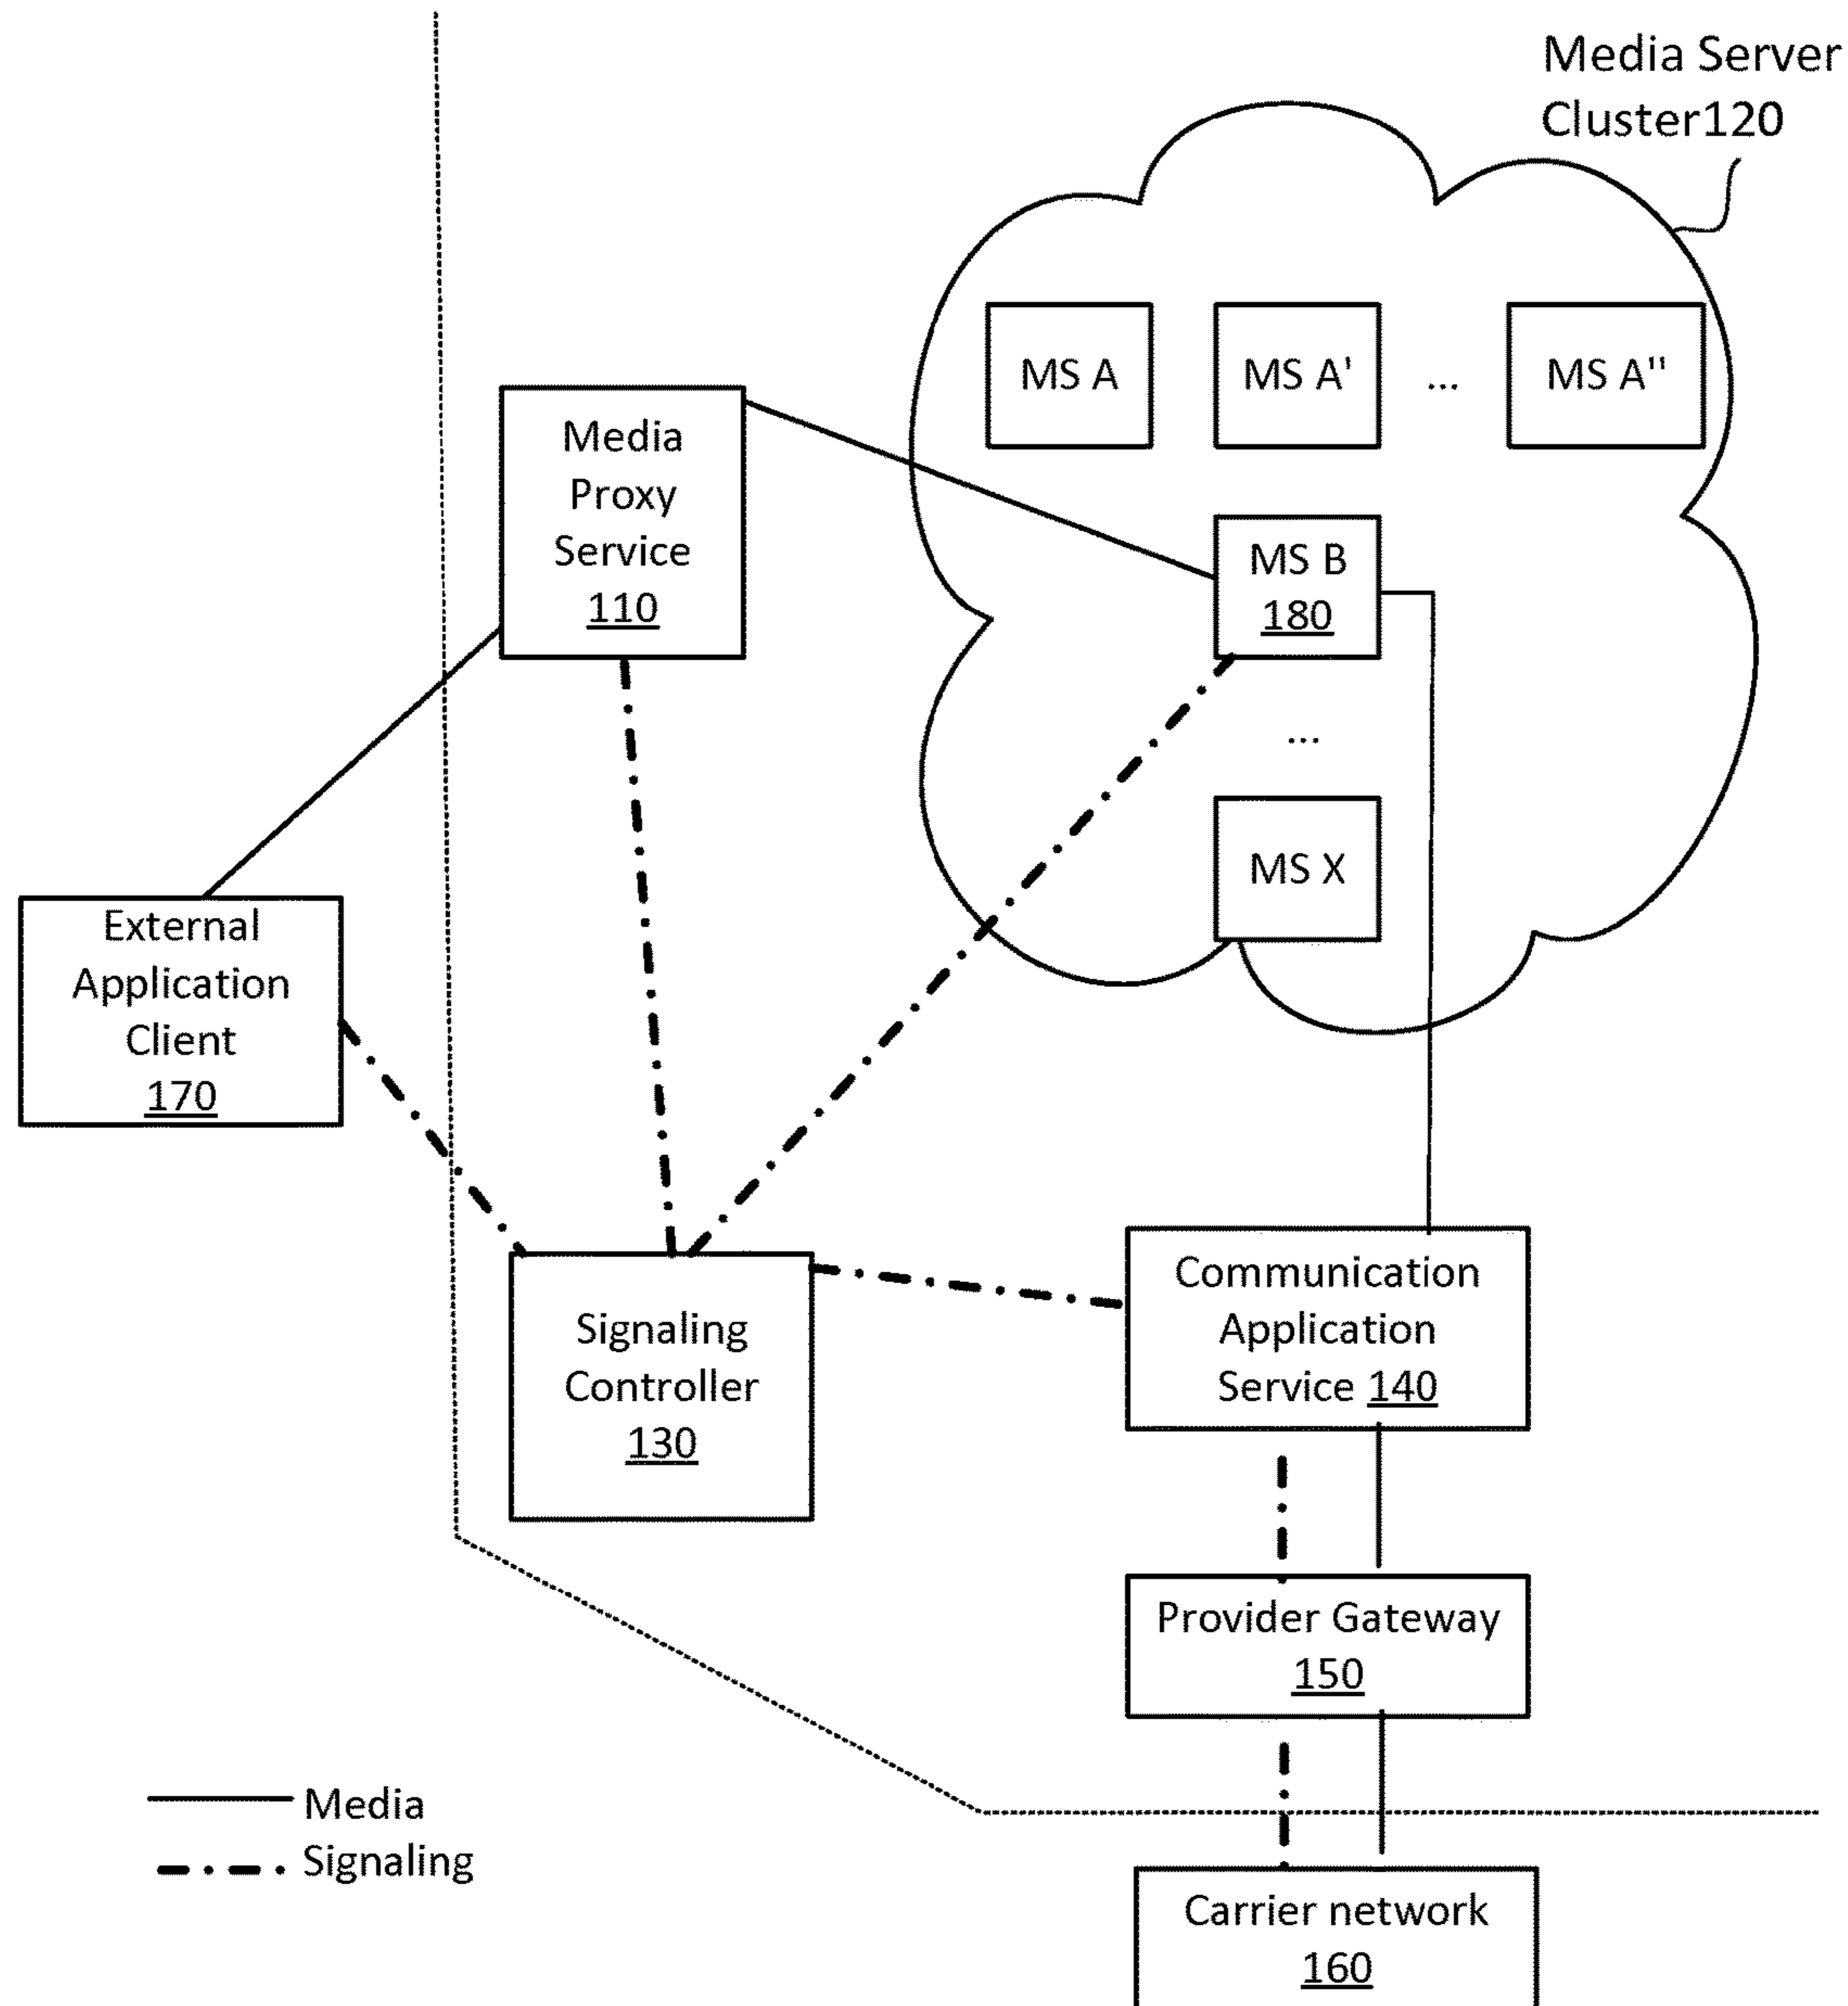 Media Server
Cluster120
MS A
MS A'
...
MS A"
Media
Proxy
Service
110
MS B
180
...
MS X
External
Application
Client
170
Signaling
Controller
130
Communication
Application
Service 140
Provider Gateway
150
Media
Signaling
Carrier network
160